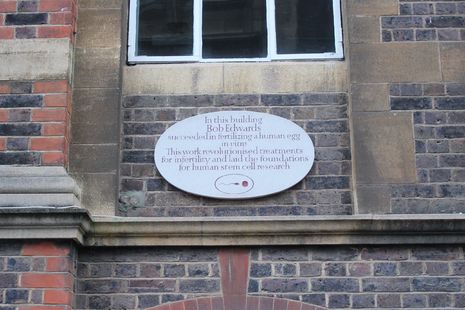 In this building
Bob Edwards
succeeded in fertilizing a human egg
in vitro
This work revolutionised treatments
for infertility and laid the foundations
for human stem cell research